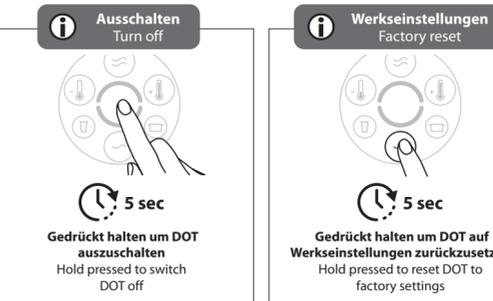 Ausschalten
Turn off
5 sec
Gedrückt halten um DOT
auszuschalten
Hold pressed to switch
DOT off
Werkseinstellungen
Factory reset
5 sec
Gedrückt halten um DOT auf
Werkseinstellungen zurückzusetz
Hold pressed to reset DOT to
factory settings